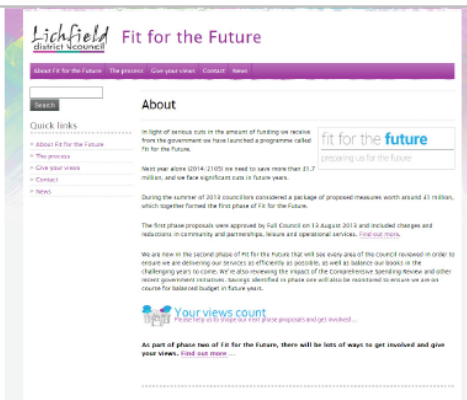 Lichfield
district council
Fit for the Future
About Fit for the Future The process Give your views Contact News
Search
Quick links
» About Fit for the Future
» The process
» Give your views
» Contact
» News
About
In light of serious cuts in the amount of funding we receive
from the government we have launched a programme called
Fit for the Future.
fit for the future
preparing us for the future
Next year alone (2014/2105) we need to save more than £1.7
million, and we face significant cuts in future years.
During the summer of 2013 councillors considered a package of proposed measures worth around £1 million,
which together formed the first phase of Fit for the Future.
The first phase proposals were approved by Full Council on 13 August 2013 and included changes and
reductions in community and partnerships, leisure and operational services. Find out more.
We are now in the second phase of Fit for the Future that will see every area of the council reviewed in order to
ensure we are delivering our services as efficiently as possible, as well as balance our books in the
challenging years to come. We're also reviewing the impact of the Comprehensive Spending Review and other
recent government initiatives. Savings identified in phase one will also be monitored to ensure we are on
course for balanced budget in future years.
Your views count
Please help us to shape our next phase proposals and get involved ...
As part of phase two of Fit for the Future, there will be lots of ways to get involved and give
your views. Find out more ...